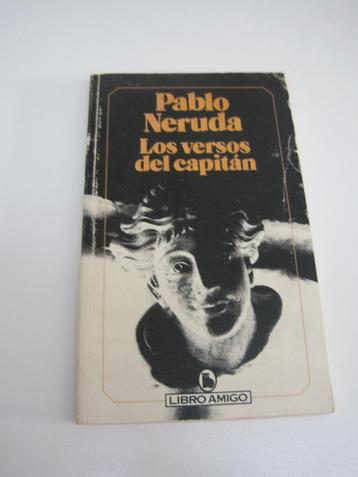 Pablo
Neruda
Los versos
del capitán
LIBRO AMIGO